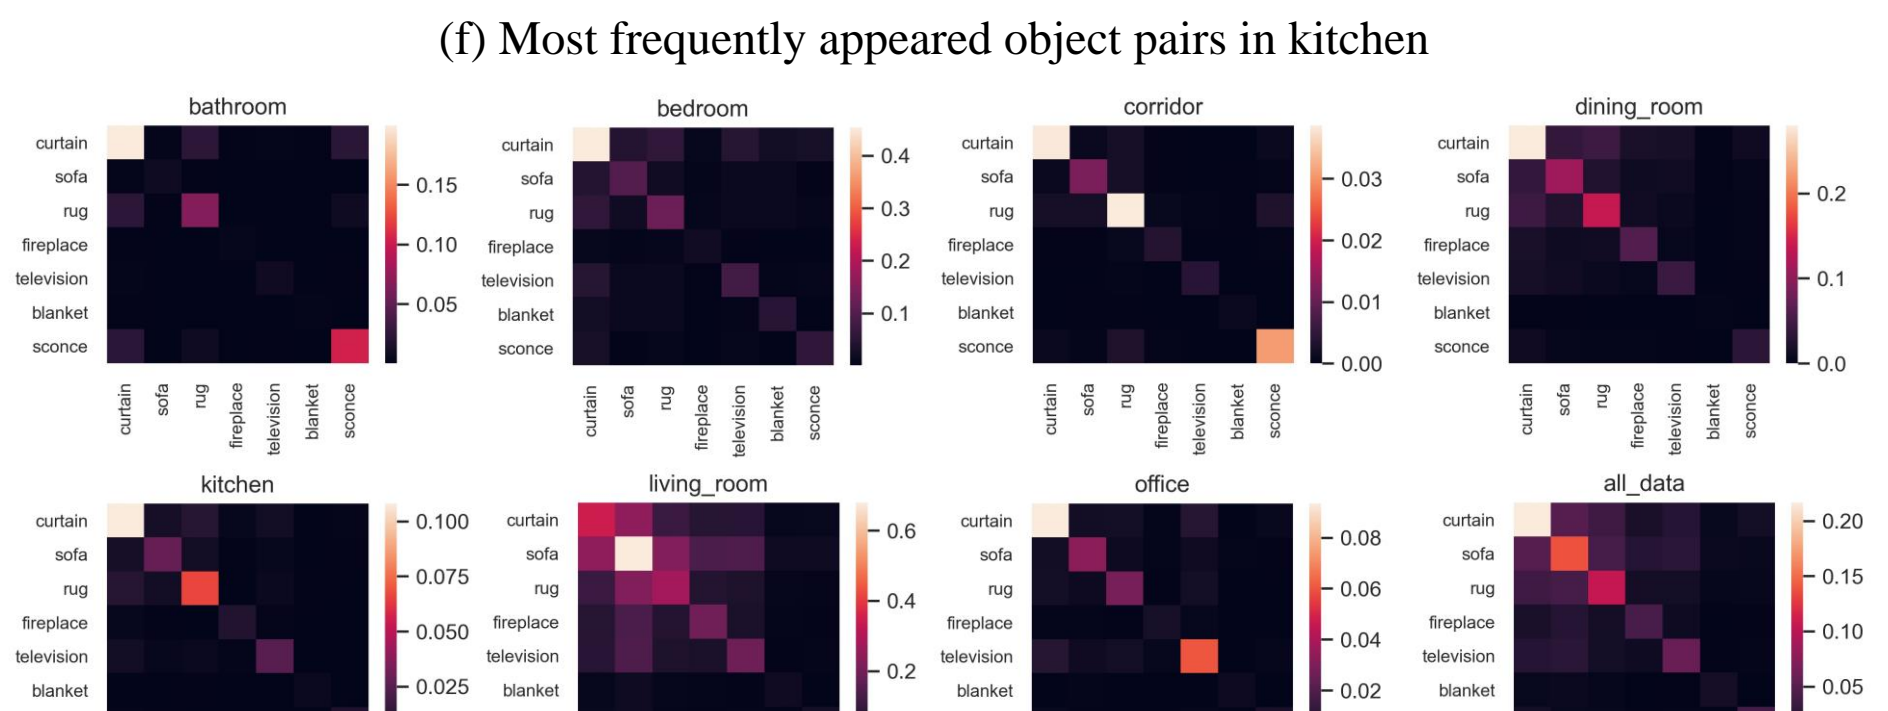 (f) Most frequently appeared object pairs in kitchen
bathroom
curtain
sofa
rug
fireplace
television
blanket
sconce
curtain
sofa
rug
fireplace
television
blanket
sconce
0.15
0.10
0.05
bedroom
curtain
sofa
rug
fireplace
television
blanket
sconce
curtain
sofa
rug
fireplace
television
blanket
sconce
0.4
0.3
0.2
0.1
corridor
curtain
sofa
rug
fireplace
television
blanket
sconce
curtain
sofa
rug
fireplace
television
blanket
sconce
0.03
0.02
0.01
0.00
dining_room
curtain
sofa
rug
fireplace
television
blanket
sconce
curtain
sofa
rug
fireplace
television
blanket
sconce
0.2
0.1
0.0
kitchen
curtain
sofa
rug
fireplace
television
blanket
0.100
0.075
0.050
0.025
living_room
curtain
sofa
rug
fireplace
television
blanket
0.6
0.4
0.2
office
curtain
sofa
rug
fireplace
television
blanket
0.08
0.06
0.04
0.02
all_data
curtain
sofa
rug
fireplace
television
blanket
0.20
0.15
0.10
0.05